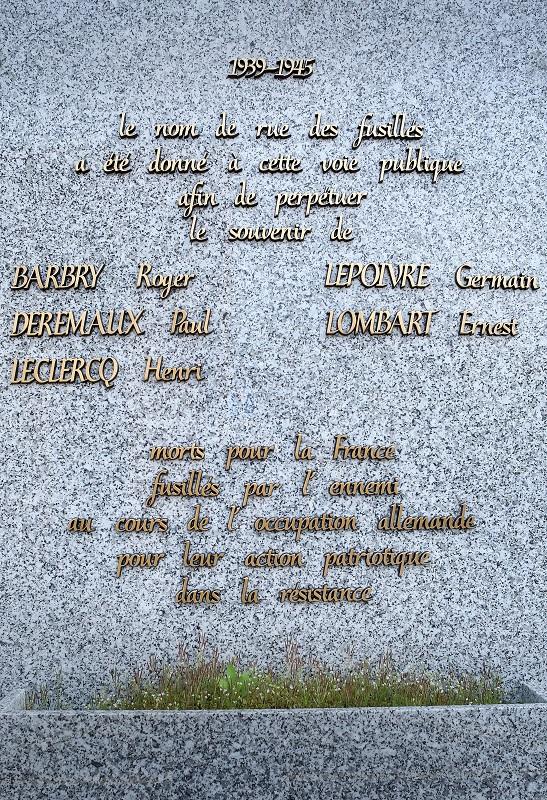 1939-1945
le nom de rue des fusillés
a été donné à cette voie publique
afin de perpétuer
le souvenir de
BARBRY Roger LEPOIVRE Germain
DEREMAUX Paul LOMBART Ernest
LECLERCQ Henri
morts pour la France
fusillés par l'ennemi
au cours de l'occupation allemande
pour leur action patriotique
dans la résistance